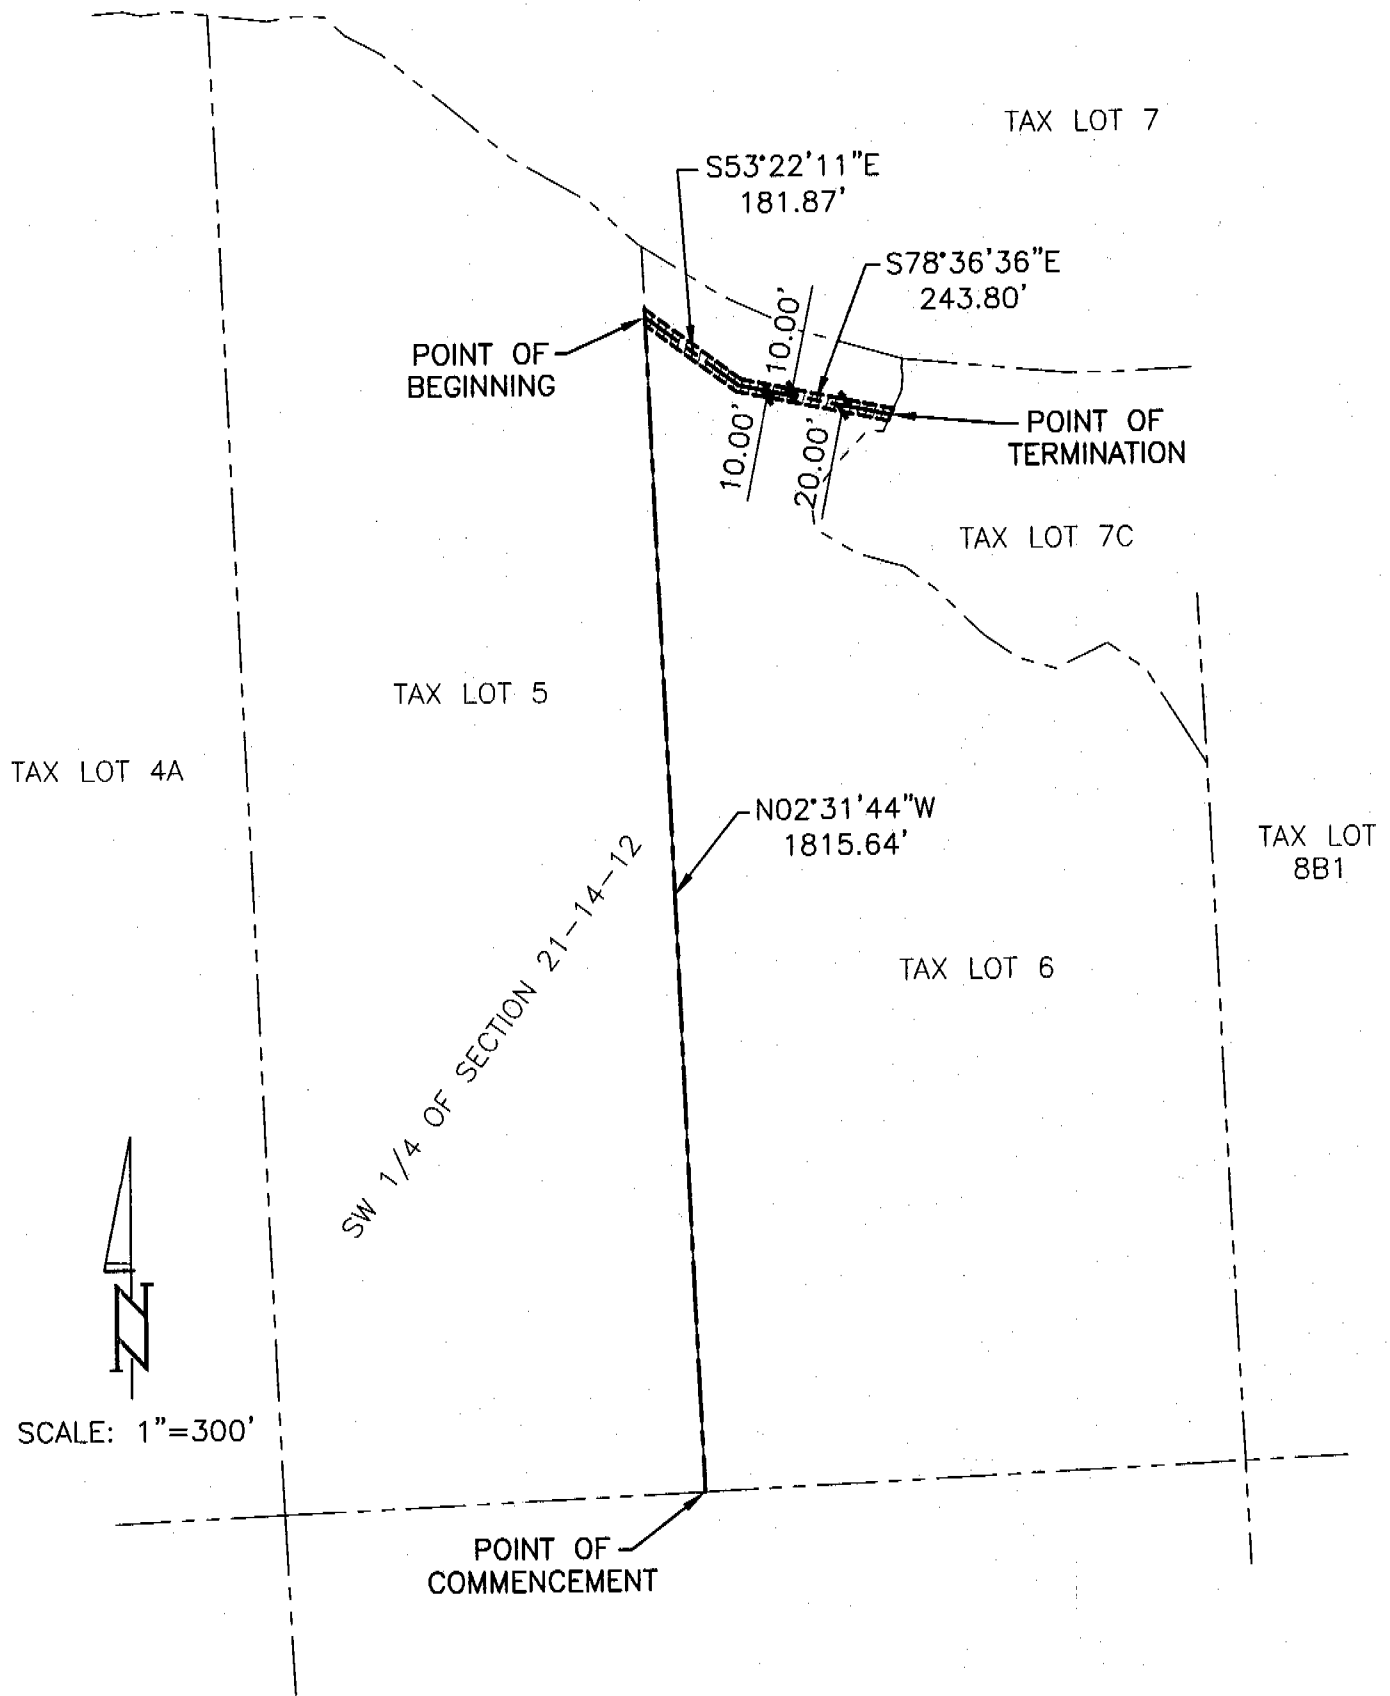 TAX LOT 7
S53°22'11"E
181.87'
S78°36'36"E
243.80'
10.00'
POINT OF
BEGINNING
10.00'
20.00'
POINT OF
TERMINATION
TAX LOT 7C
TAX LOT 5
TAX LOT 4A
N02°31'44"W
1815.64'
TAX LOT
8B1
SW 1/4 OF SECTION 21-14-12
TAX LOT 6
N
SCALE: 1"=300'
POINT OF
COMMENCEMENT